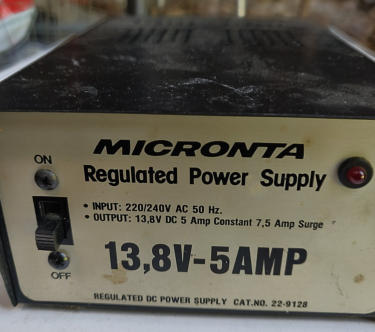 MICRONTA
Regulated Power Supply
ON
• INPUT: 220/240V AC 50 Hz.
• OUTPUT: 13,8V DC 5 Amp Constant 7,5 Amp Surge
13,8V-5AMP
OFF
REGULATED DC POWER SUPPLY CAT.NO. 22-9128